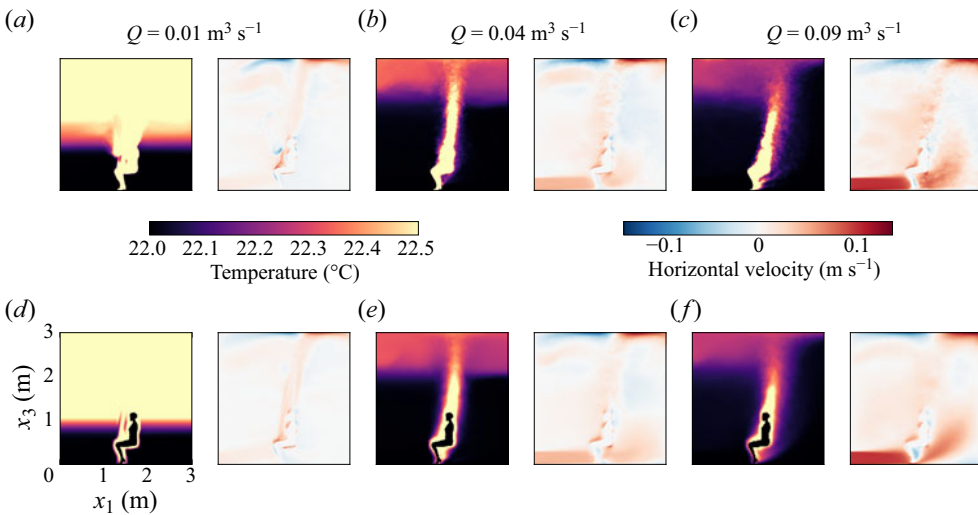 (a) (b) (c)
Q = 0.01 m³ s⁻¹ Q = 0.04 m³ s⁻¹ Q = 0.09 m³ s⁻¹
22.0 22.1 22.2 22.3 22.4 22.5
Temperature (°C)
−0.1 0 0.1
Horizontal velocity (m s⁻¹)
(d) (e) (f)
3
2
1
0
x₃ (m)
1 2 3
x₁ (m)